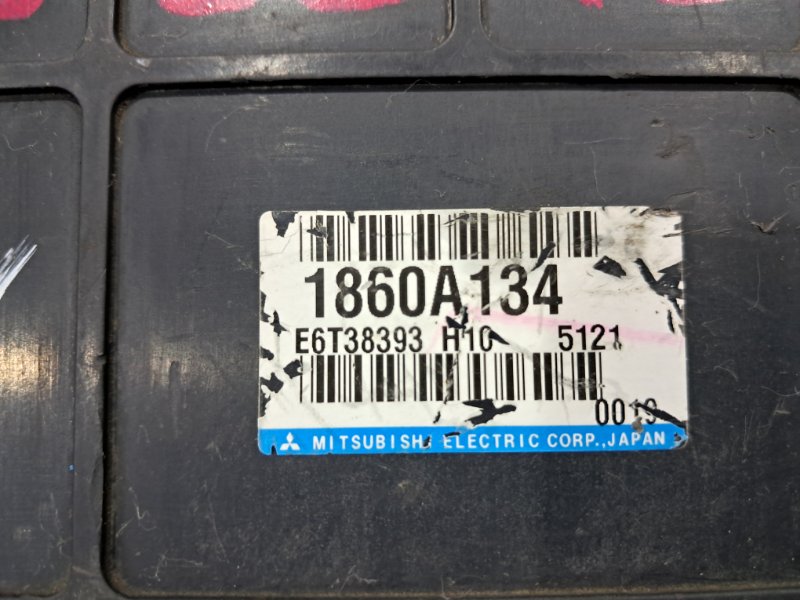 1860A134
E6T38393 H10 5121
MITSUBISHI ELECTRIC CORP.,JAPAN